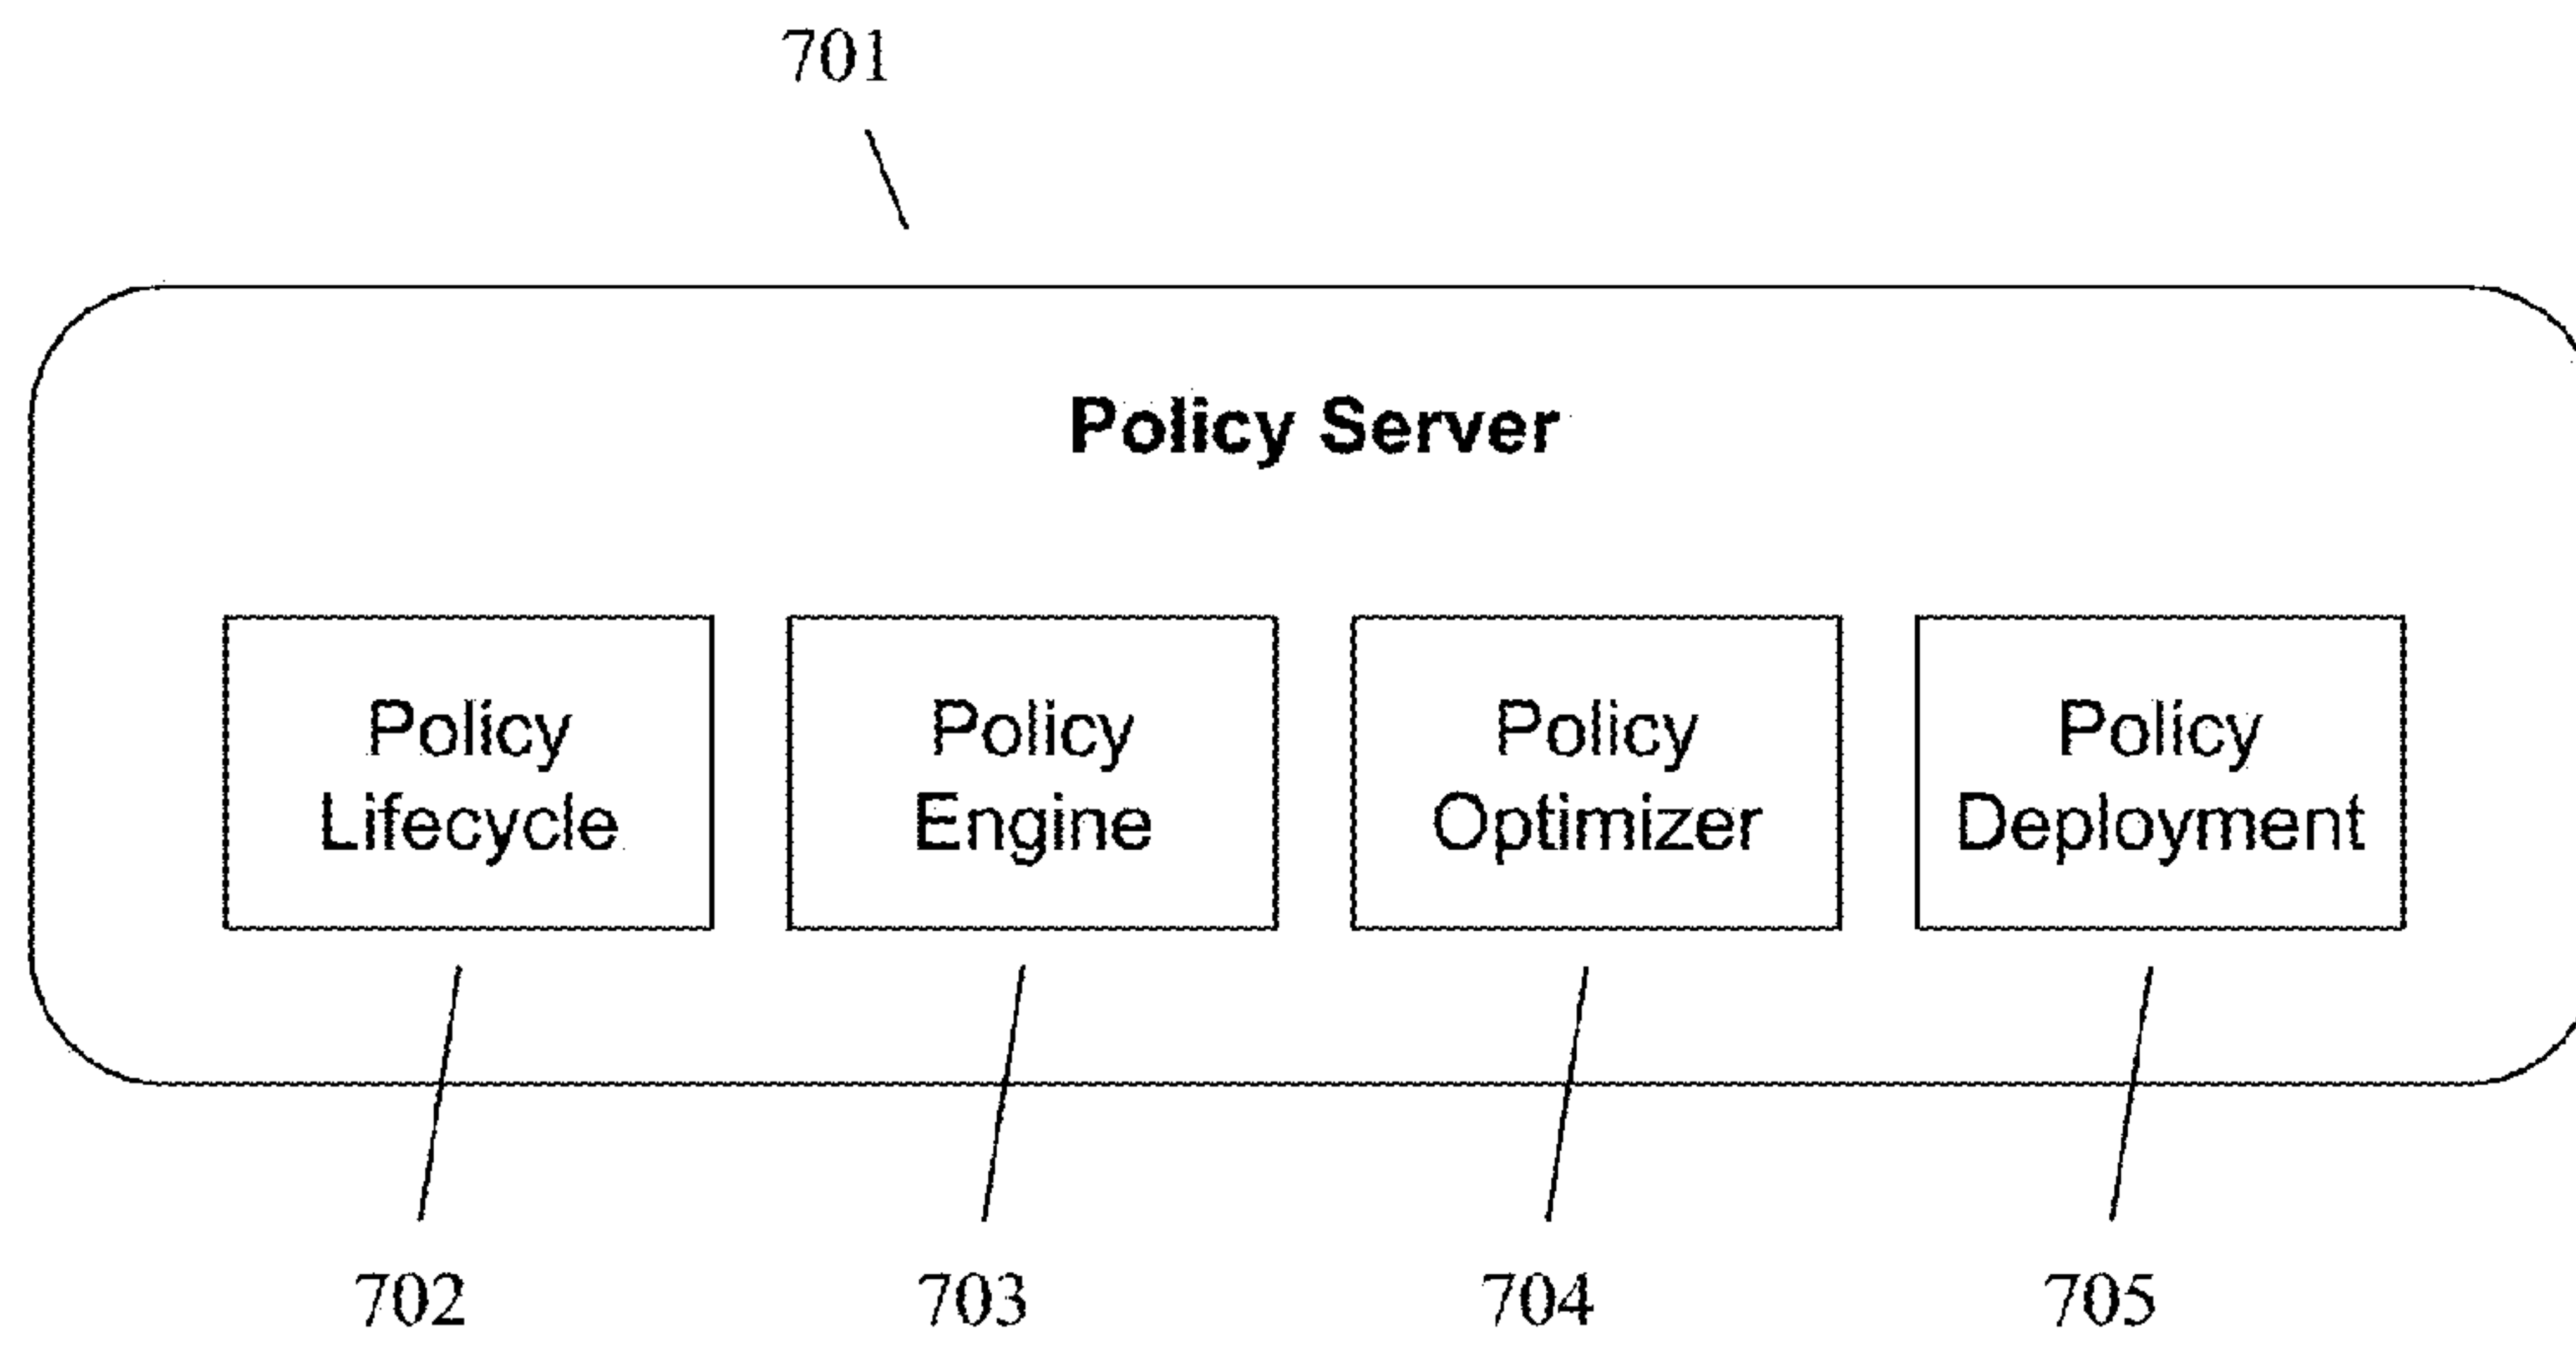 701
Policy Server
Policy
Lifecycle
Policy
Engine
Policy
Optimizer
Policy
Deployment
702
703
704
705